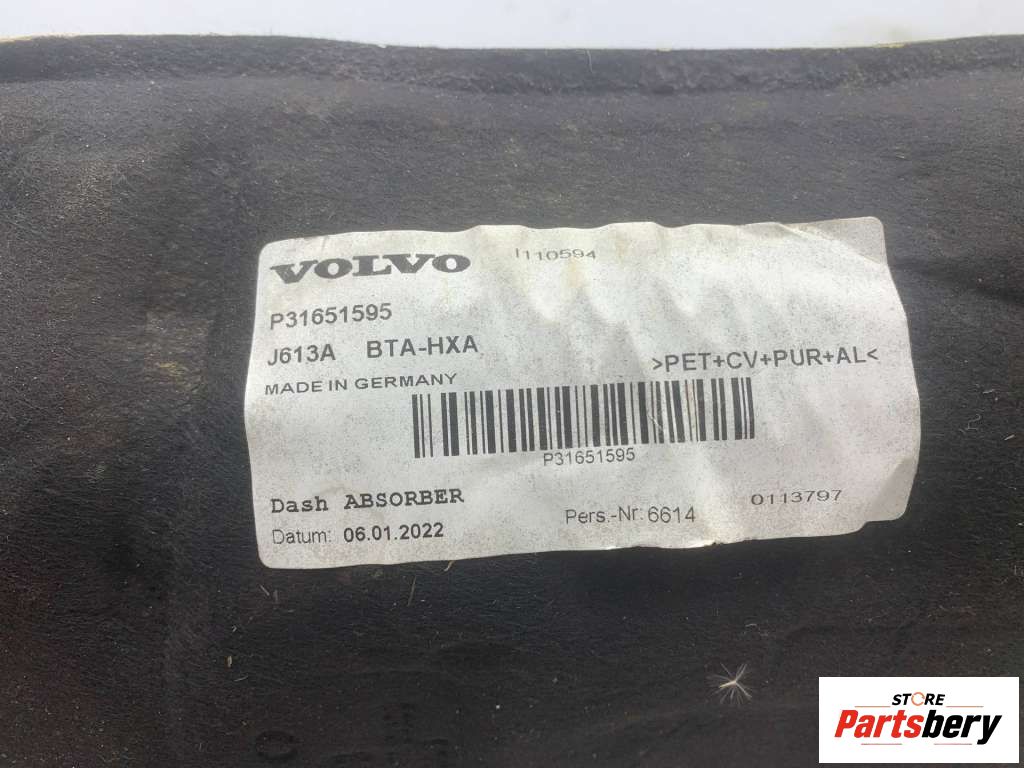 VOLVO
I110594
P31651595
J613A BTA-HXA
>PET+CV+PUR+AL<
MADE IN GERMANY
P31651595
Dash ABSORBER
0113797
Pers.-Nr: 6614
Datum: 06.01.2022
STORE
Partsbery